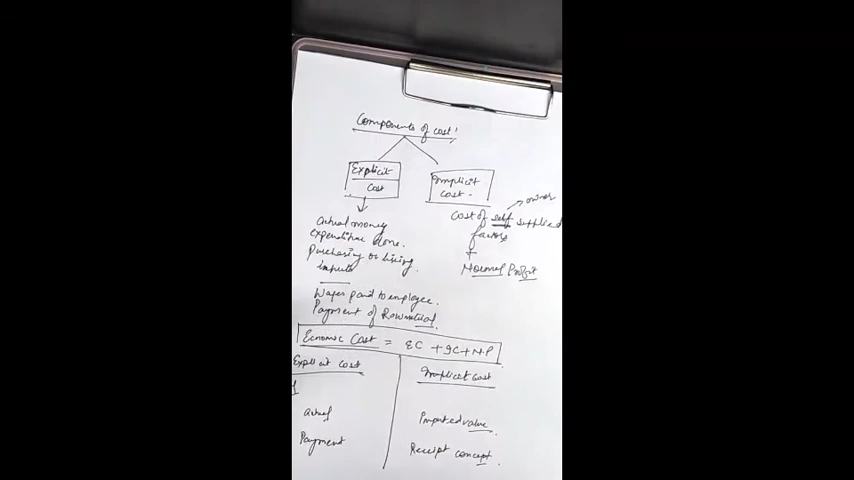 Components of cost!
Explicit
Cost
Implicit
cost -
owner
Cost of self supplied
factors
+
Normal Profit
Actual money
expenditure done.
purchasing or hiring
inputs
Wages paid to employee.
Payment of Raw
Economic Cost = EC + IC + N.P
Explicit cost
Implicit cost
Actual
Payment
Imputed value
Receipt concept.